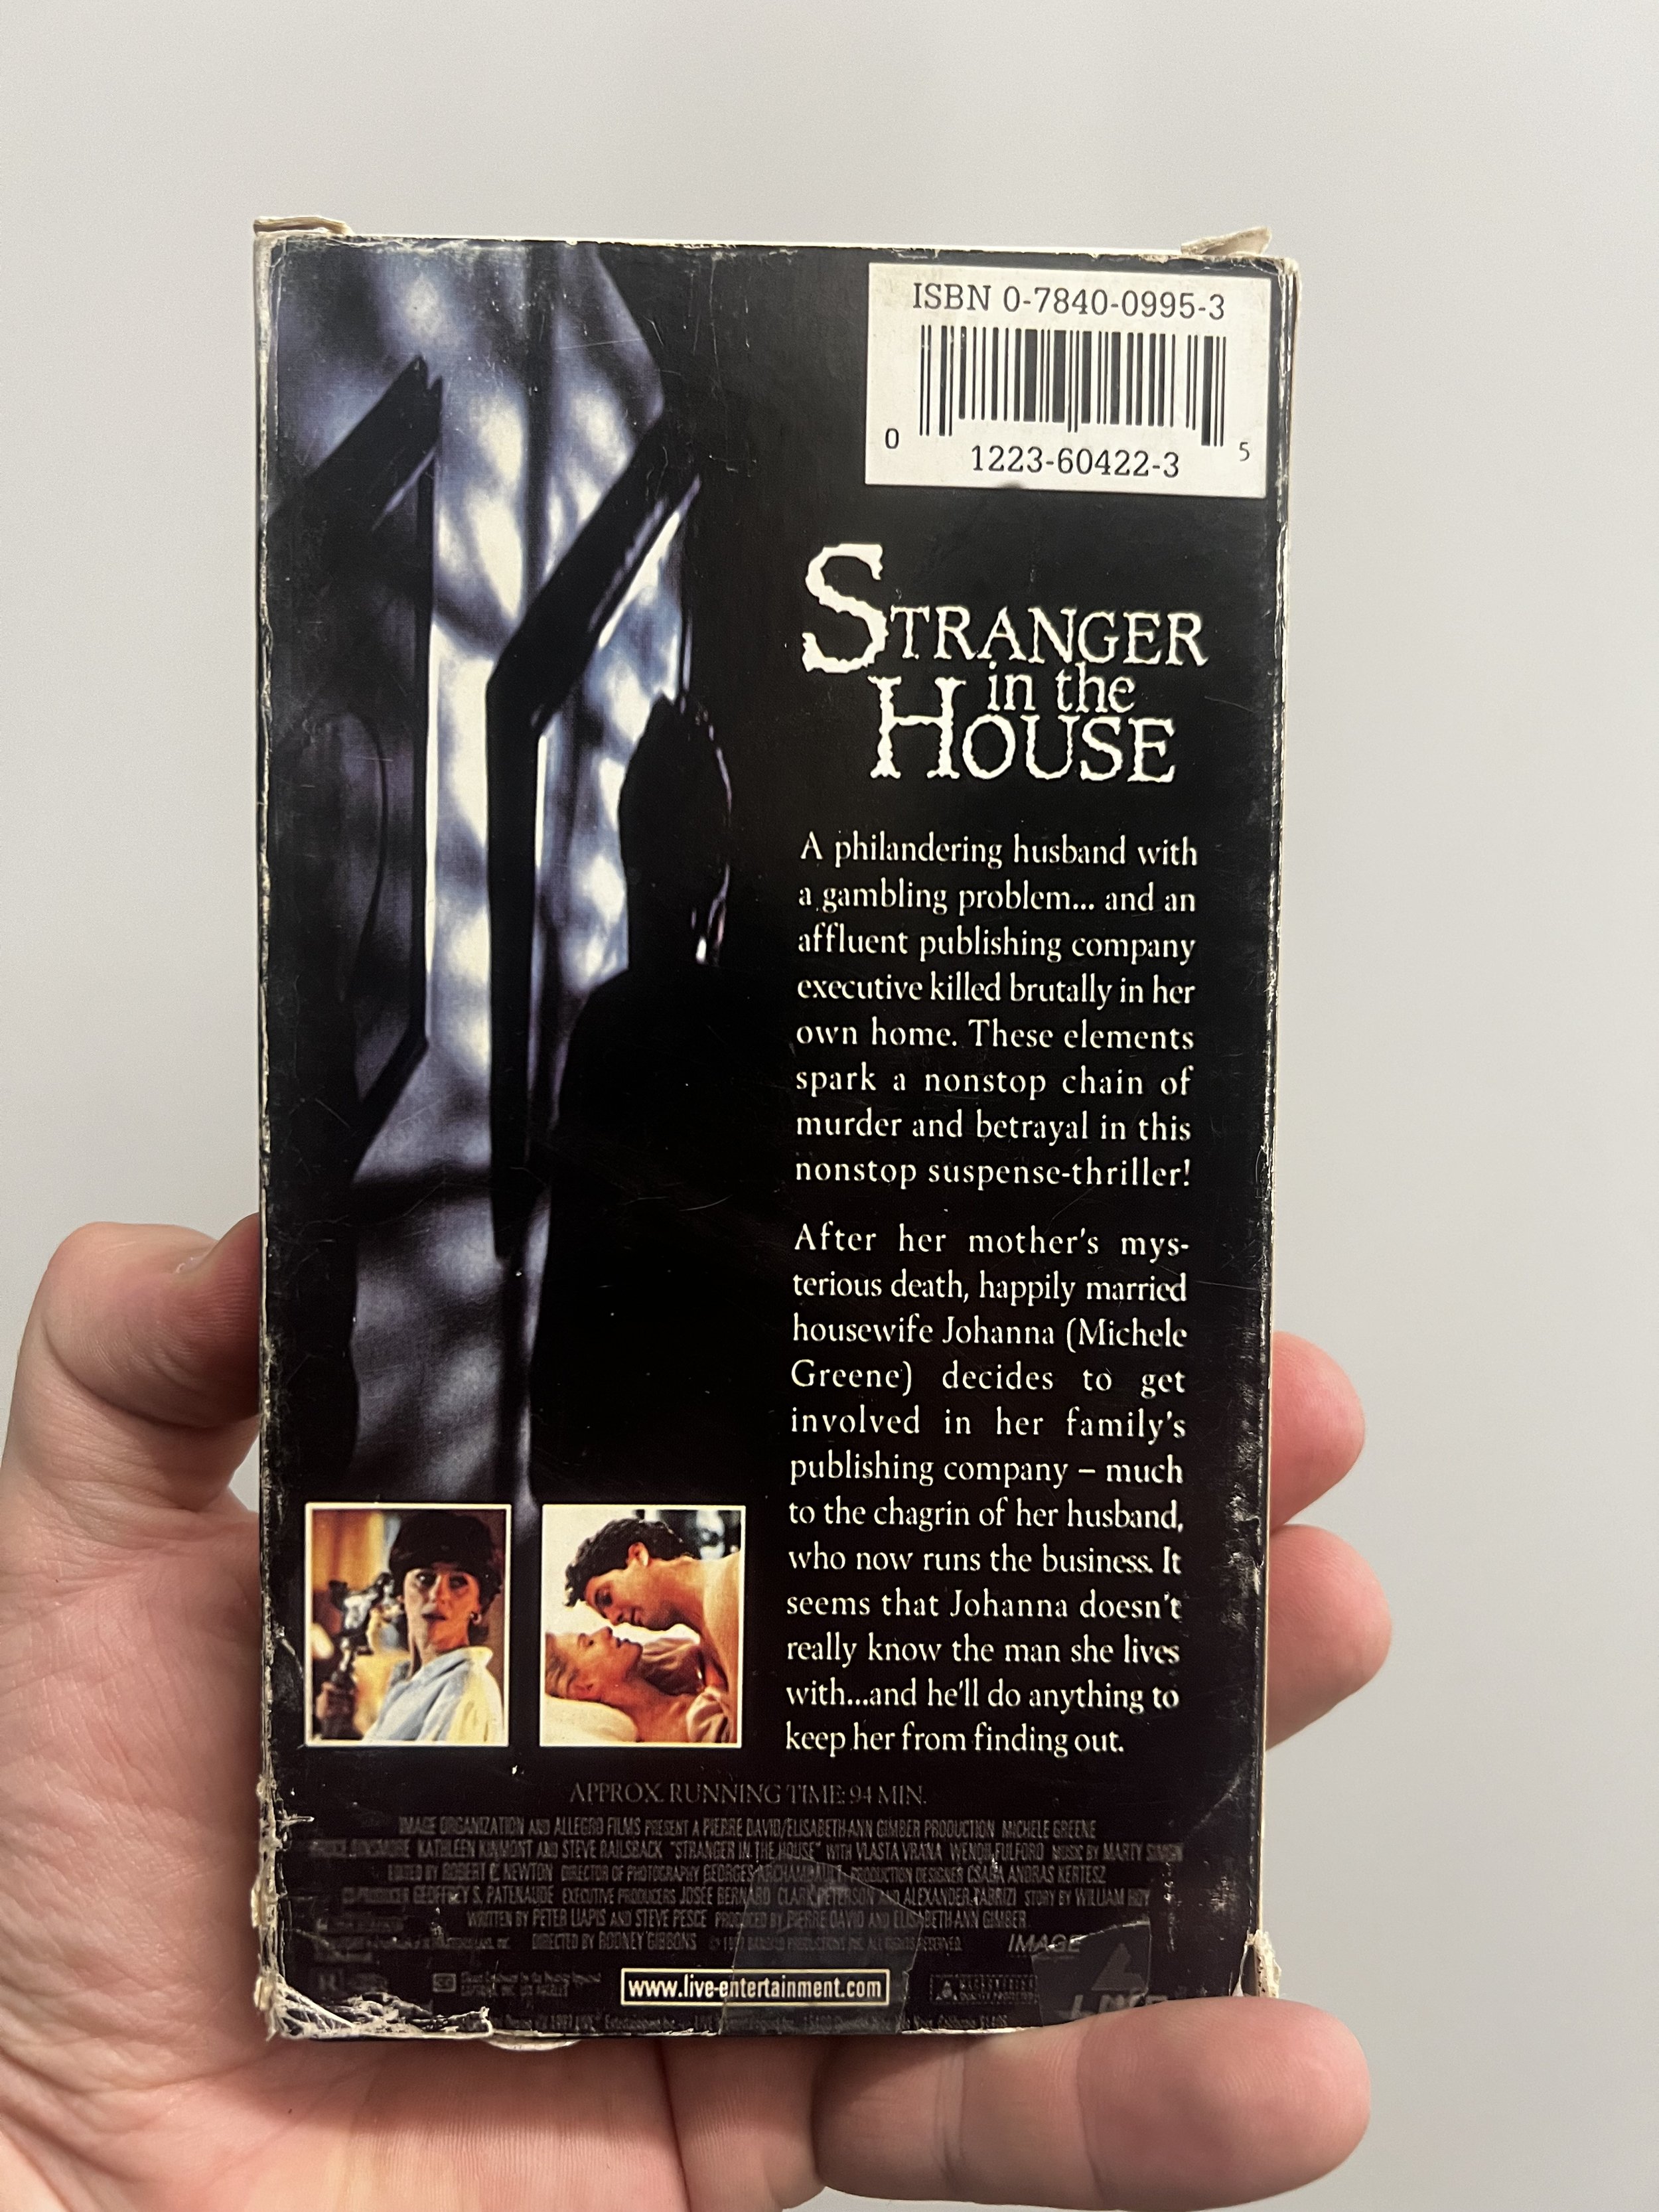 ISBN 0-7840-0995-3
0 1223-60422-3 5
STRANGER
in the
HOUSE
A philandering husband with
a gambling problem... and an
affluent publishing company
executive killed brutally in her
own home. These elements
spark a nonstop chain of
murder and betrayal in this
nonstop suspense-thriller!
After her mother's mys-
terious death, happily married
housewife Johanna (Michele
Greene) decides to get
involved in her family's
publishing company – much
to the chagrin of her husband,
who now runs the business. It
seems that Johanna doesn't
really know the man she lives
with...and he'll do anything to
keep her from finding out.
APPROX. RUNNING TIME: 94 MIN.
IMAGE ORGANIZATION AND ALLEGRO FILMS PRESENT A PIERRE DAVID/ELISABETH-ANN GIMBER PRODUCTION MICHELE GREENE
KATHLEEN KINMONT AND STEVE RAILSBACK "STRANGER IN THE HOUSE" WITH VLASTA VRANA WENDII FULFORD MUSIC BY MARTY SIMON
EDITED BY ROBERT E. NEWTON DIRECTOR OF PHOTOGRAPHY GEORGES ARCHAMBAULT PRODUCTION DESIGNER CSABA ANDRAS KERTESZ
GEOFFREY S. PATENAUDE EXECUTIVE PRODUCERS JOSÉE BERNARD CLARK PETERSON AND ALEXANDER TABRIZI STORY BY WILLIAM
WRITTEN BY PETER LIAPIS AND STEVE PESCE PRODUCED BY PIERRE DAVID AND ELISABETH-ANN GIMBER
DIRECTED BY RODNEY GIBBONS ALL RIGHTS RESERVED. IMAGE
www.live-entertainment.com